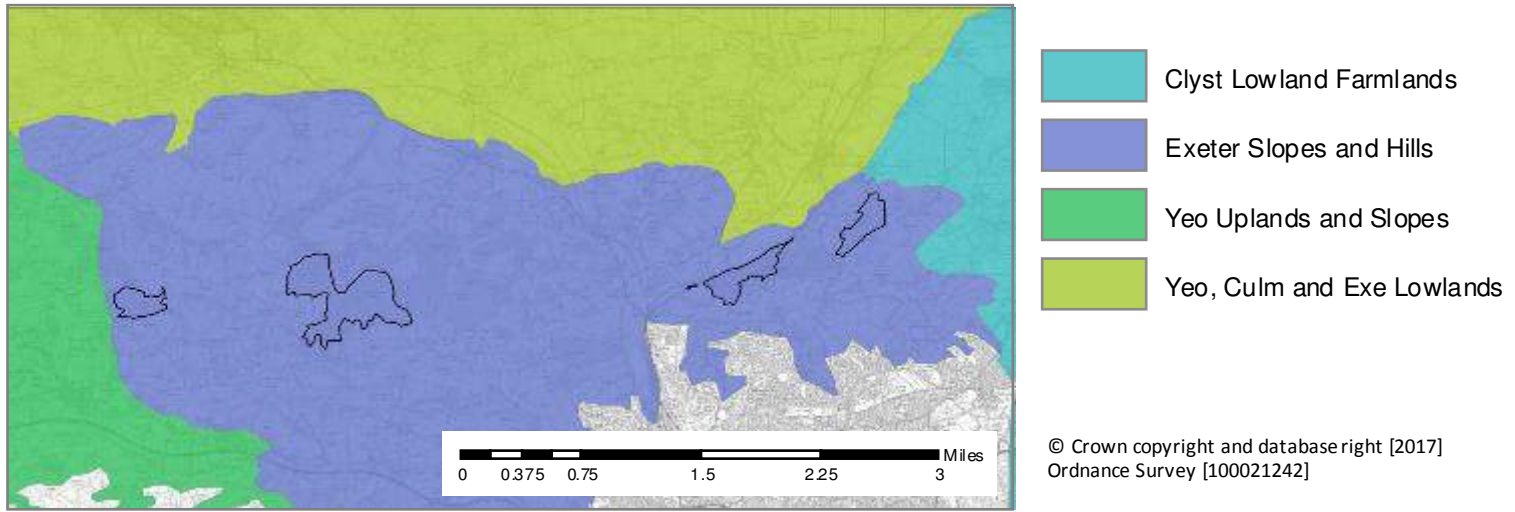 Clyst Lowland Farmlands
Exeter Slopes and Hills
Yeo Uplands and Slopes
Yeo, Culm and Exe Lowlands
0 0.375 0.75 1.5 2.25 3 Miles
© Crown copyright and database right [2017]
Ordnance Survey [100021242]